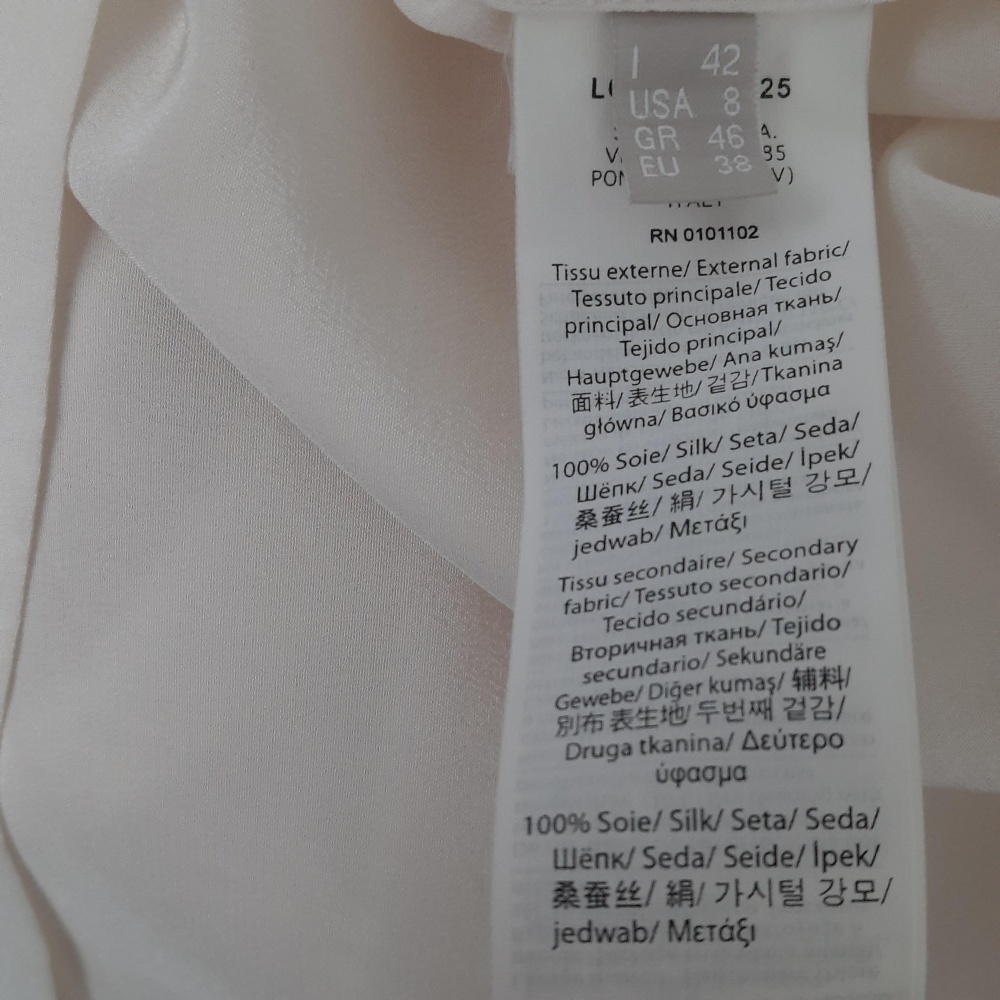 I 42
USA 8
GR 46
EU 38
25
A.
35
V)
ITALY
RN 0101102
Tissu externe/ External fabric/
Tessuto principale/ Tecido
principal/ Основная ткань/
Tejido principal/
Hauptgewebe/ Ana kumaş/
面料/表生地/ 겉감/Tkanina
główna/ Βασικό ύφασμα
100% Soie/ Silk/ Seta/ Seda/
Шёлк/ Seda/ Seide/ İpek/
桑蚕丝/ 絹/ 가시털 강모/
jedwab/ Μετάξι
Tissu secondaire/ Secondary
fabric/ Tessuto secondario/
Tecido secundário/
Вторичная ткань/ Tejido
secundario/ Sekundäre
Gewebe/ Diğer kumaş/ 辅料/
別布 表生地/ 두번째 겉감/
Druga tkanina/ Δεύτερο
ύφασμα
100% Soie/ Silk/ Seta/ Seda/
Шёлк/ Seda/ Seide/ İpek/
桑蚕丝/ 絹/ 가시털 강모/
jedwab/ Μετάξι